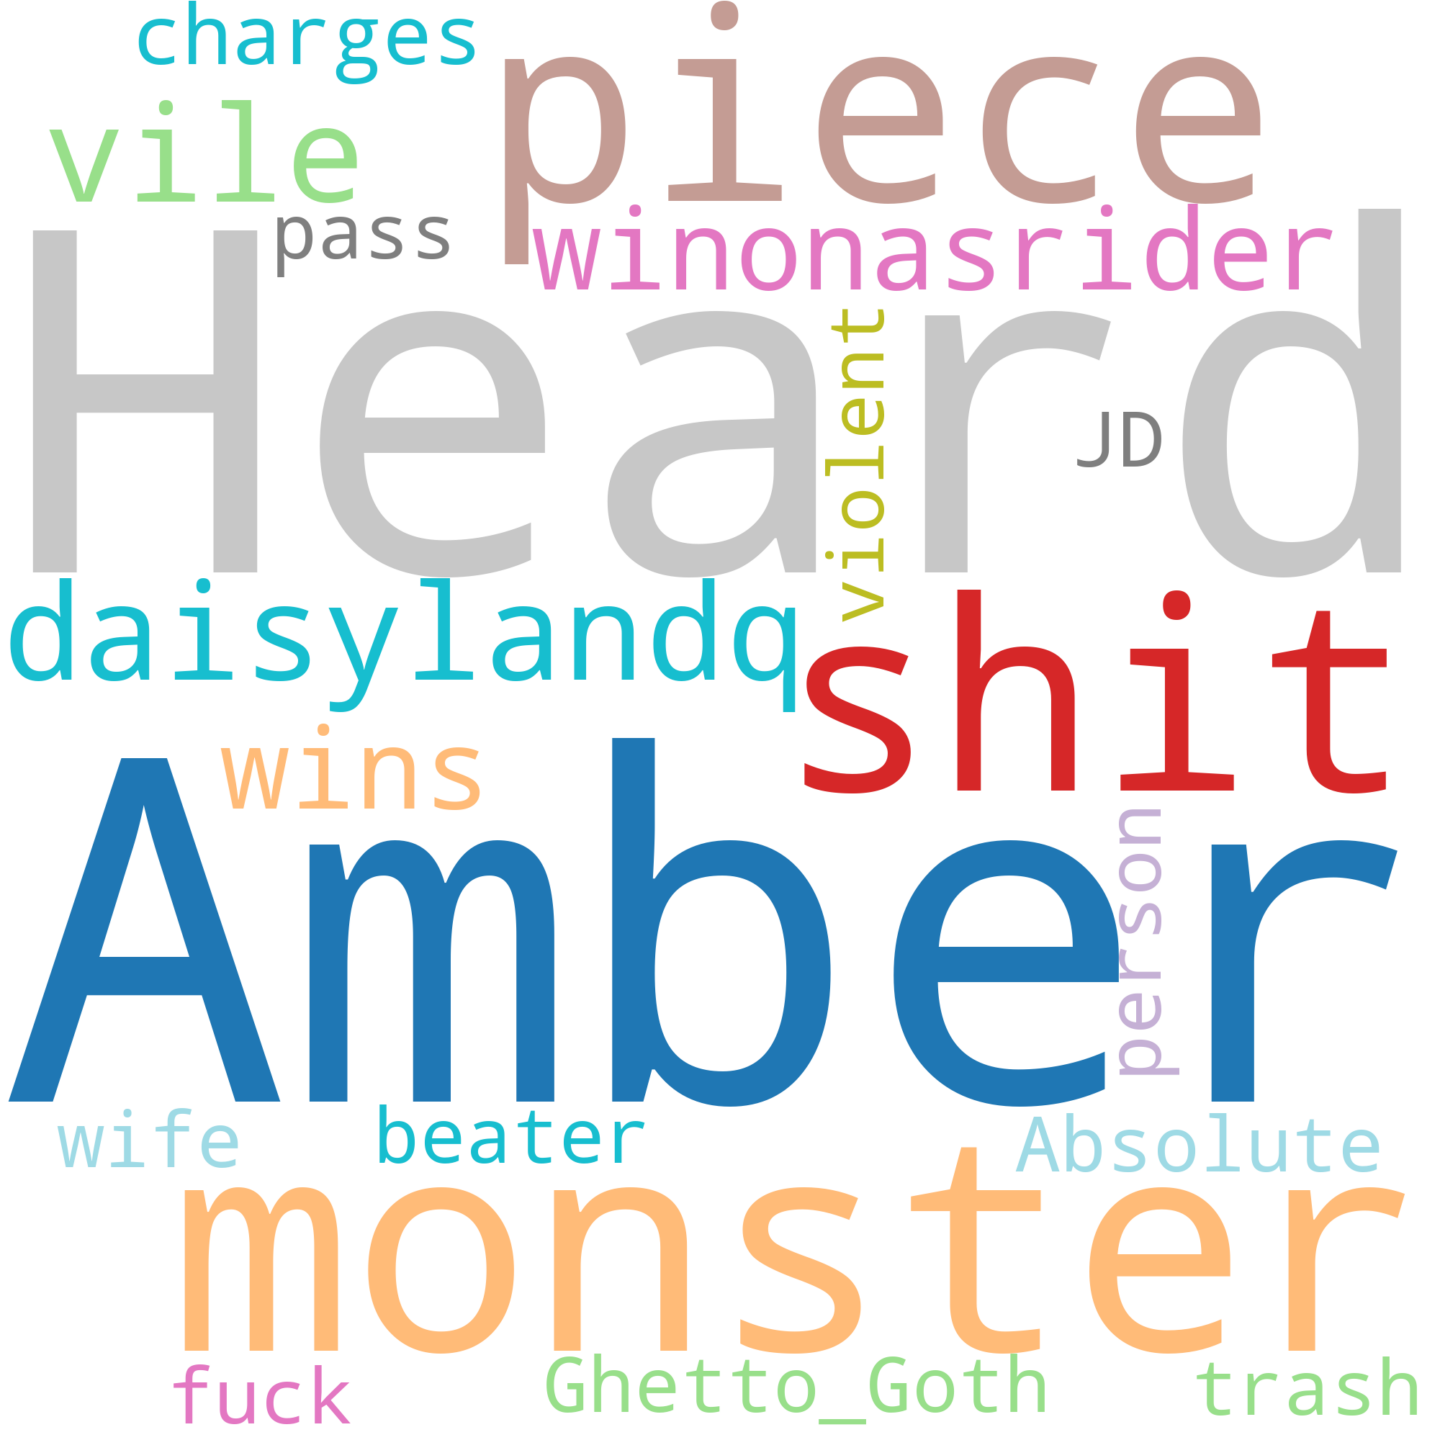 charges
piece
vile
pass
winonasrider
Heard
violent
JD
daisylandq
shit
wins
Amber
person
wife
beater
Absolute
monster
fuck
Ghetto_Goth
trash